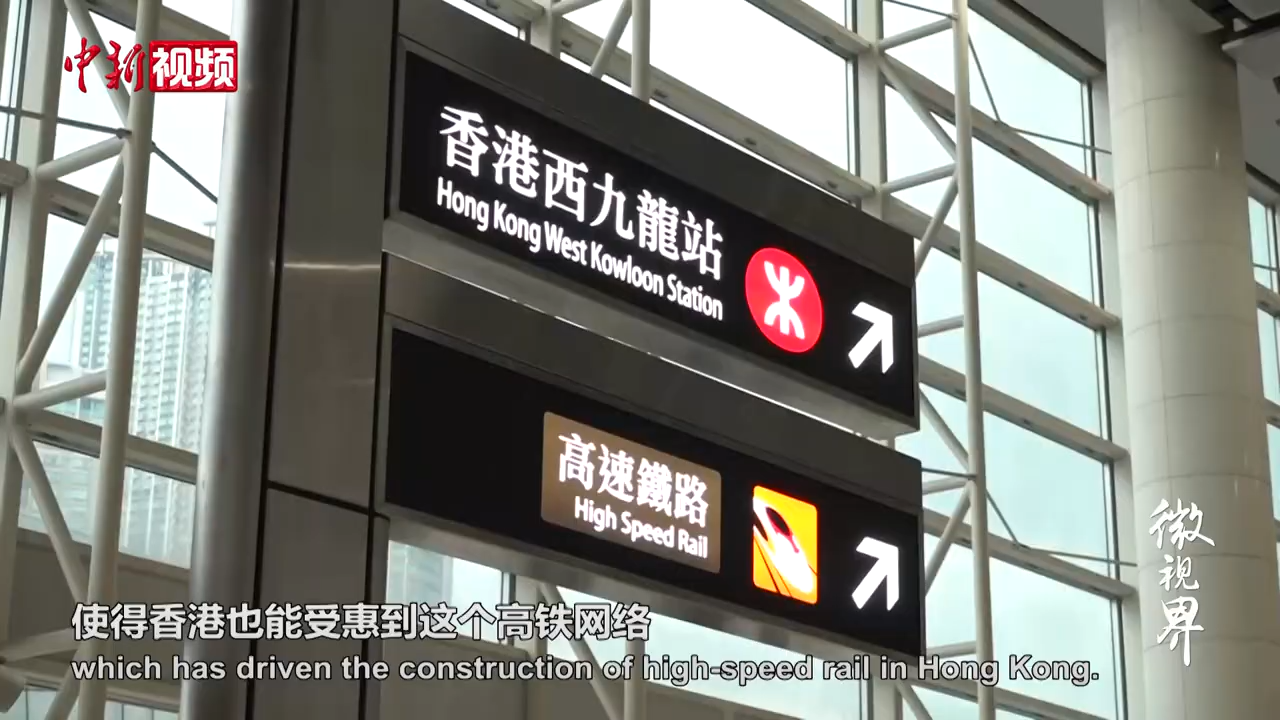 中新视频
香港西九龍站
Hong Kong West Kowloon Station
高速鐵路
High Speed Rail
微视界
使得香港也能受惠到这个高铁网络
which has driven the construction of high-speed rail in Hong Kong.